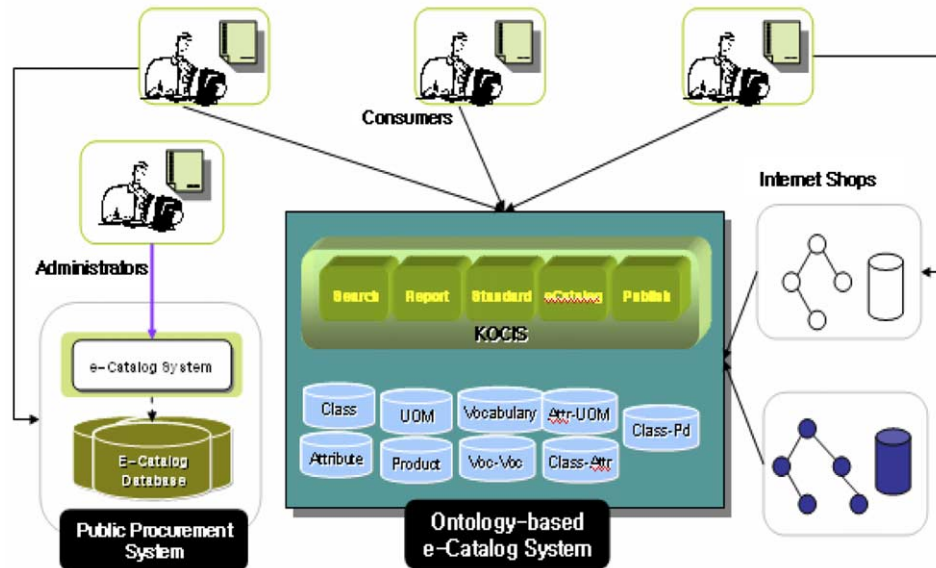 Consumers
Internet Shops
Administrators
Search
Report
Standard
eCatalog
Publish
KOCIS
e-Catalog System
Class
UOM
Vocabulary
Attr-UOM
Class-Pd
Attribute
Product
Voc-Voc
Class-Attr
E-Catalog
Database
Public Procurement
System
Ontology-based
e-Catalog System